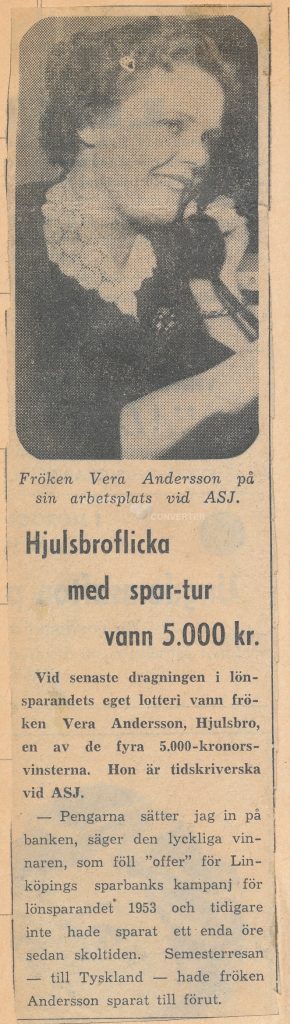 Fröken Vera Andersson på
sin arbetsplats vid ASJ.
CONVERTER
Hjulsbroflicka
med spar-tur
vann 5.000 kr.
Vid senaste dragningen i lön-
sparandets eget lotteri vann frö-
ken Vera Andersson, Hjulsbro,
en av de fyra 5.000-kronors-
vinsterna. Hon är tidskriverska
vid ASJ.
— Pengarna sätter jag in på
banken, säger den lyckliga vin-
naren, som föll "offer" för Lin-
köpings sparbanks kampanj för
lönsparandet 1953 och tidigare
inte hade sparat ett enda öre
sedan skoltiden. Semesterresan
— till Tyskland — hade fröken
Andersson sparat till förut.